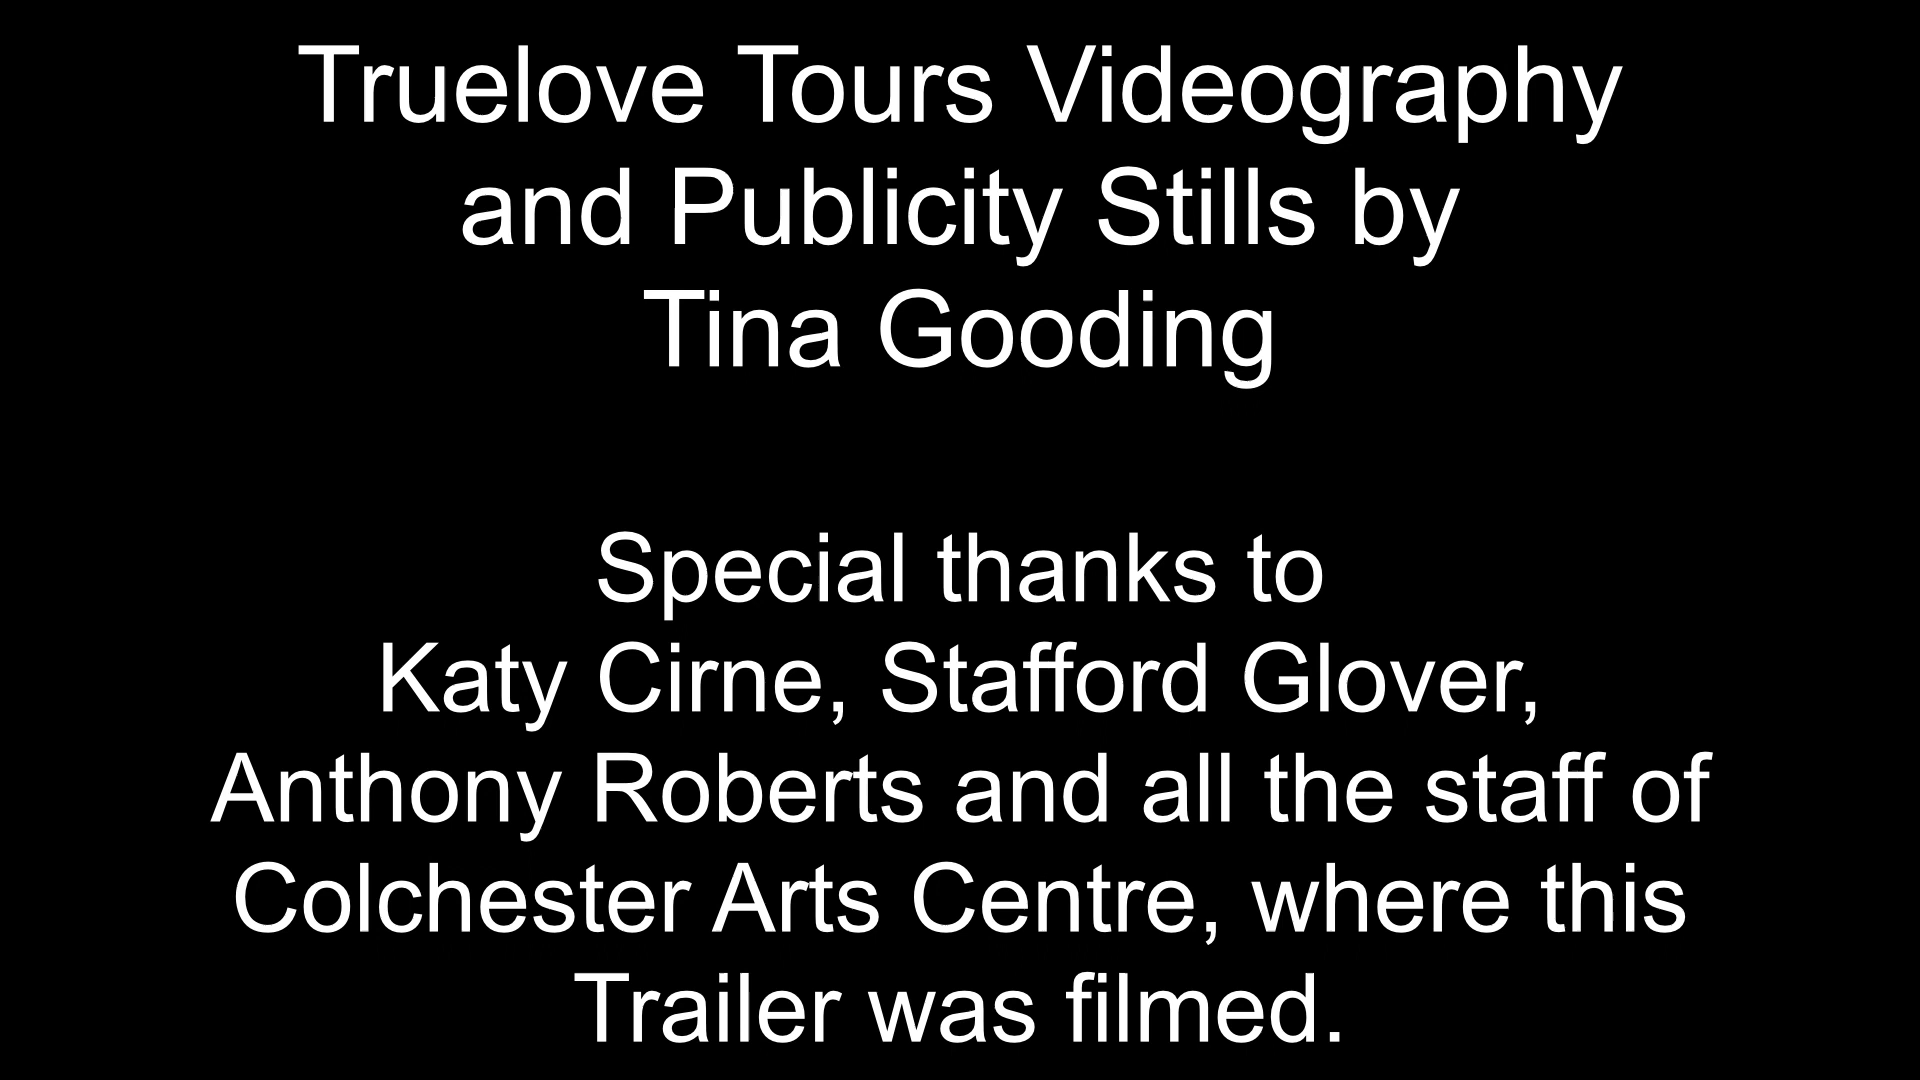 Truelove Tours Videography
and Publicity Stills by
Tina Gooding
Special thanks to
Katy Cirne, Stafford Glover,
Anthony Roberts and all the staff of
Colchester Arts Centre, where this
Trailer was filmed.